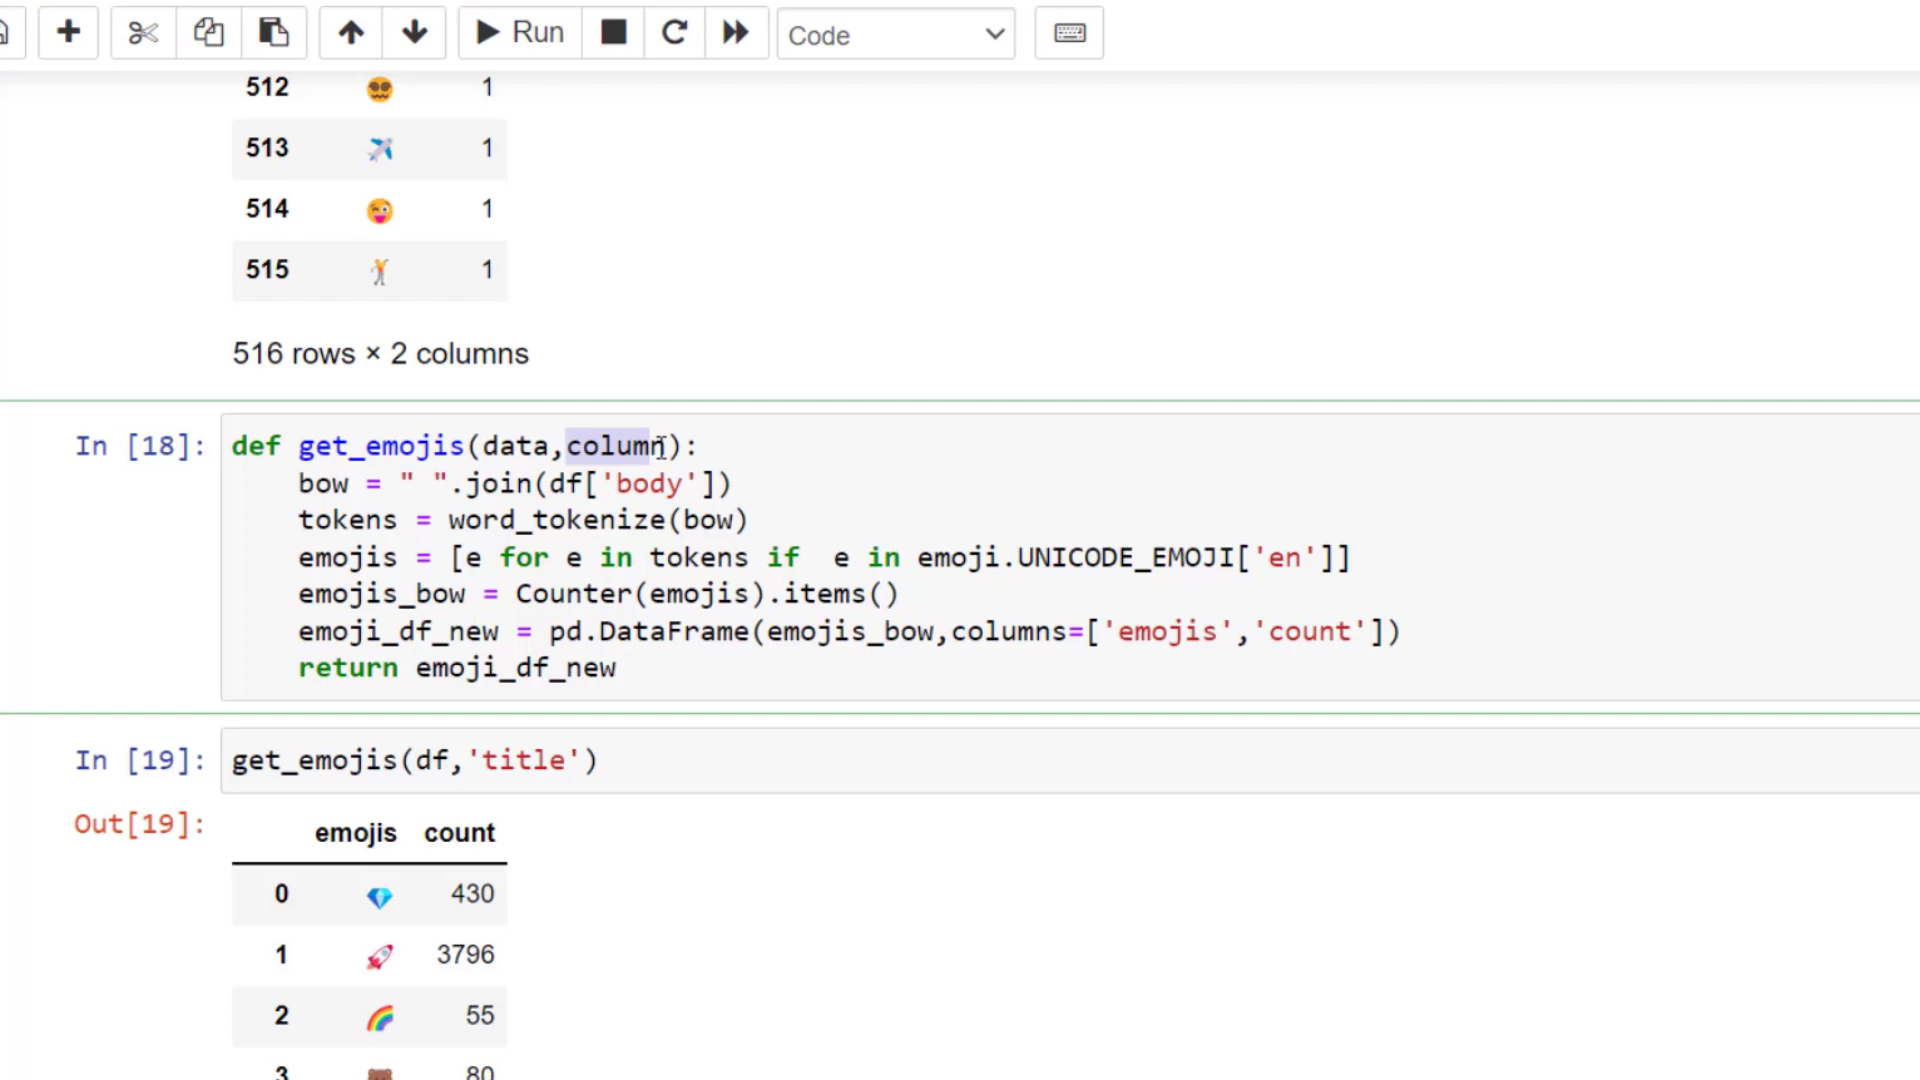 Run Code
512 😵‍💫 1
513 ✈️ 1
514 😜 1
515 🏌 1
516 rows × 2 columns
In [18]: def get_emojis(data,column):
bow = " ".join(df['body'])
tokens = word_tokenize(bow)
emojis = [e for e in tokens if  e in emoji.UNICODE_EMOJI['en']]
emojis_bow = Counter(emojis).items()
emoji_df_new = pd.DataFrame(emojis_bow,columns=['emojis','count'])
return emoji_df_new
In [19]: get_emojis(df,'title')
Out[19]:
emojis count
0 💎 430
1 🚀 3796
2 🌈 55
3 🐻 80